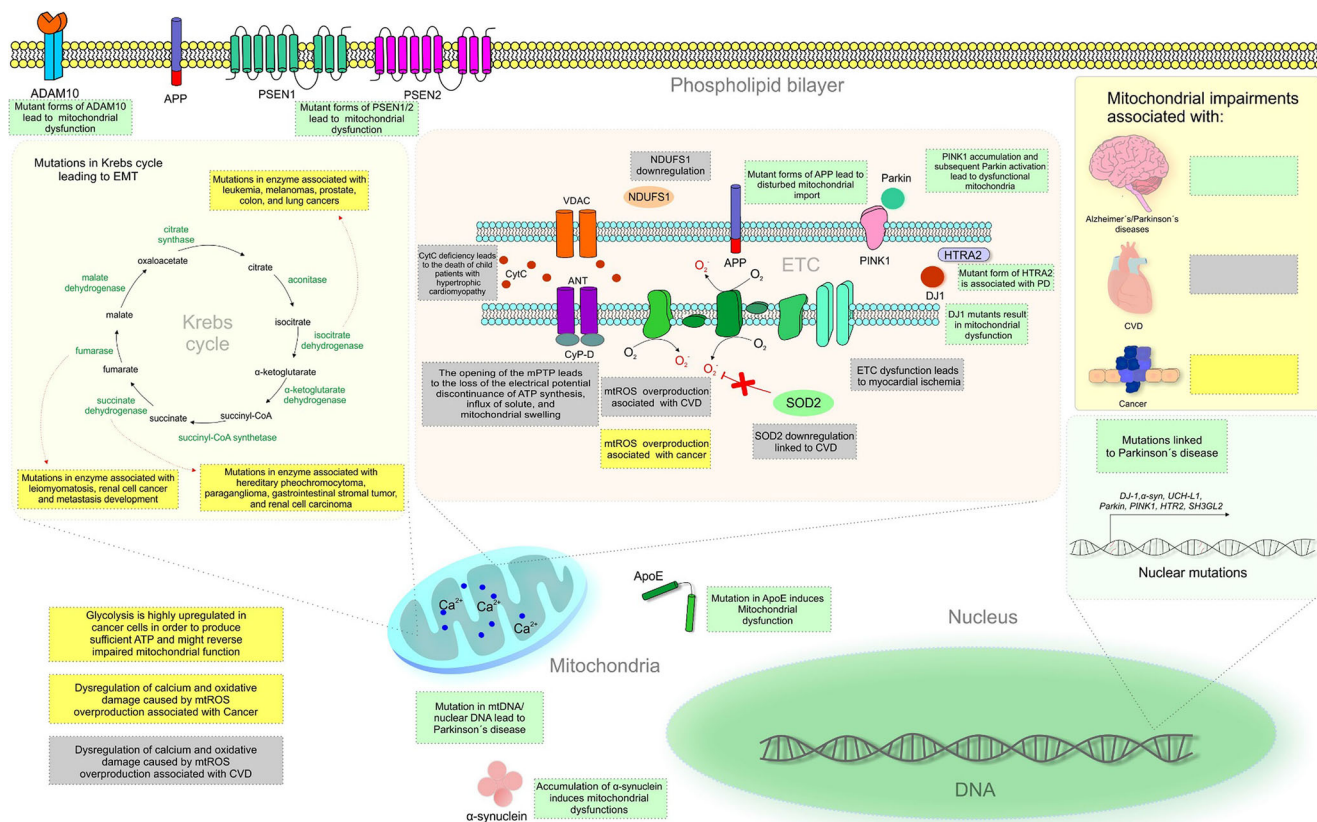 ADAM10
APP
PSEN1
PSEN2
Phospholipid bilayer
Mutant forms of ADAM10
lead to mitochondrial
dysfunction
Mutant forms of PSEN1/2
lead to mitochondrial
dysfunction
Mutations in Krebs cycle
leading to EMT
Mutations in enzyme associated with
leukemia, melanomas, prostate,
colon, and lung cancers
citrate
synthase
oxaloacetate
citrate
malate
dehydrogenase
aconitase
malate
isocitrate
Krebs
cycle
isocitrate
dehydrogenase
fumarase
fumarate
α-ketoglutarate
succinate
dehydrogenase
α-ketoglutarate
dehydrogenase
succinate
succinyl-CoA
succinyl-CoA synthetase
Mutations in enzyme associated with
leiomyomatosis, renal cell cancer
and metastasis development
Mutations in enzyme associated with
hereditary pheochromocytoma,
paraganglioma, gastrointestinal stromal tumor,
and renal cell carcinoma
NDUFS1
downregulation
NDUFS1
VDAC
Mutant forms of APP lead to
disturbed mitochondrial
import
PINK1 accumulation and
subsequent Parkin activation
lead to dysfunctional
mitochondria
Parkin
CytC deficiency leads
to the death of child
patients with
hypertrophic
cardiomyopathy
CytC
ANT
O2-
APP
O2
ETC
PINK1
HTRA2
Mutant form of HTRA2
is associated with PD
DJ1
DJ1 mutants result
in mitochondrial
dysfunction
CyP-D
O2
O2-
O2-
O2
The opening of the mPTP leads
to the loss of the electrical potential
discontinuance of ATP synthesis,
influx of solute, and
mitochondrial swelling
mtROS overproduction
asociated with CVD
SOD2
ETC dysfunction leads
to myocardial ischemia
mtROS overproduction
asociated with cancer
SOD2 downregulation
linked to CVD
Mitochondrial impairments
associated with:
Alzheimer´s/Parkinson´s
diseases
CVD
Cancer
Mutations linked
to Parkinson´s disease
DJ-1,α-syn, UCH-L1,
Parkin, PINK1, HTR2, SH3GL2
Nuclear mutations
Ca2+
Ca2+
Ca2+
Mitochondria
ApoE
Mutation in ApoE induces
Mitochondrial
dysfunction
Nucleus
DNA
Glycolysis is highly upregulated in
cancer cells in order to produce
sufficient ATP and might reverse
impaired mitochondrial function
Dysregulation of calcium and oxidative
damage caused by mtROS
overproduction associated with Cancer
Dysregulation of calcium and oxidative
damage caused by mtROS
overproduction associated with CVD
Mutation in mtDNA/
nuclear DNA lead to
Parkinson´s disease
α-synuclein
Accumulation of α-synuclein
induces mitochondrial
dysfunctions